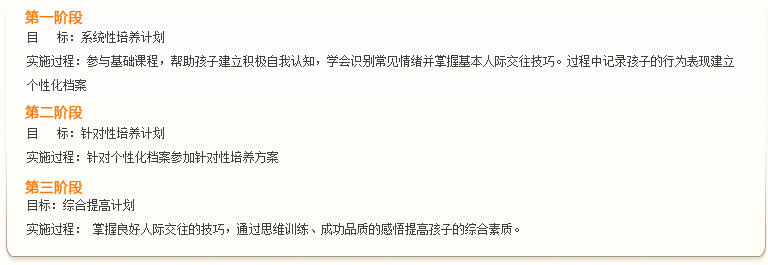 第一阶段
目　标：系统性培养计划
实施过程：参与基础课程，帮助孩子建立积极自我认知，学会识别常见情绪并掌握基本人际交往技巧。过程中记录孩子的行为表现建立
个性化档案
第二阶段
目　标：针对性培养计划
实施过程：针对个性化档案参加针对性培养方案
第三阶段
目标：综合提高计划
实施过程： 掌握良好人际交往的技巧，通过思维训练、成功品质的感悟提高孩子的综合素质。